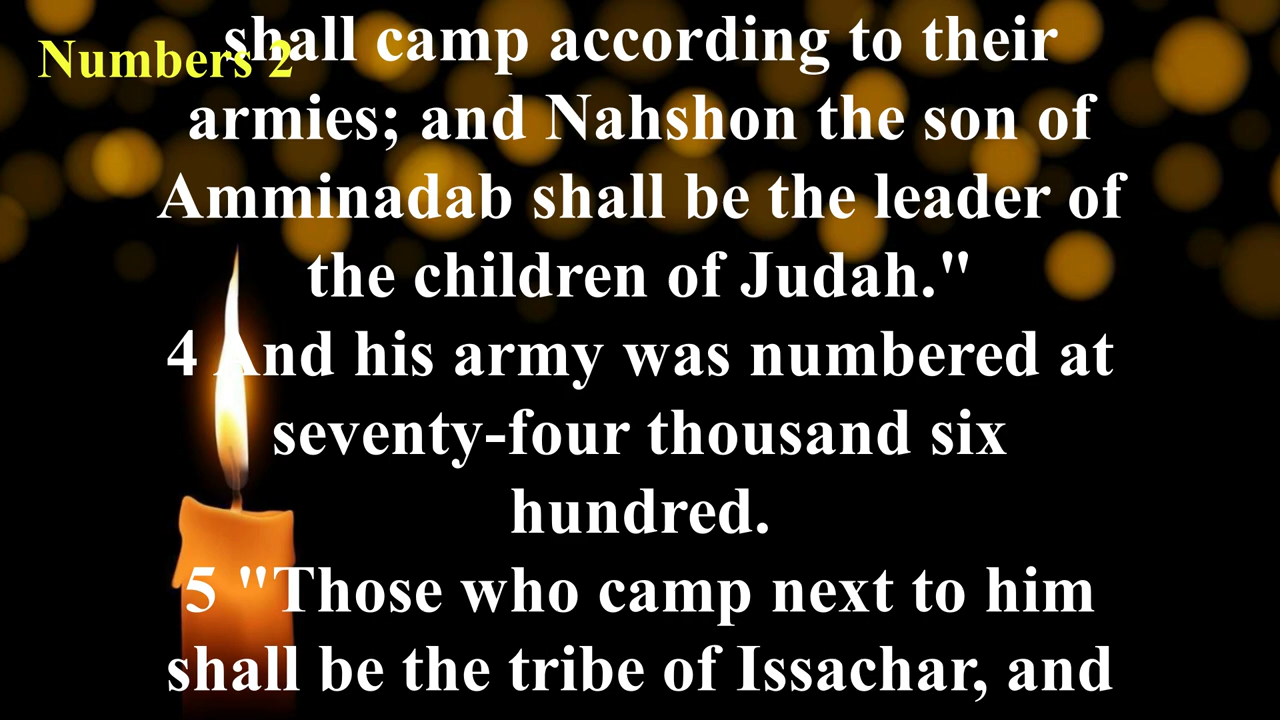 Numbers 2
shall camp according to their
armies; and Nahshon the son of
Amminadab shall be the leader of
the children of Judah."
4 And his army was numbered at
seventy-four thousand six
hundred.
5 "Those who camp next to him
shall be the tribe of Issachar, and